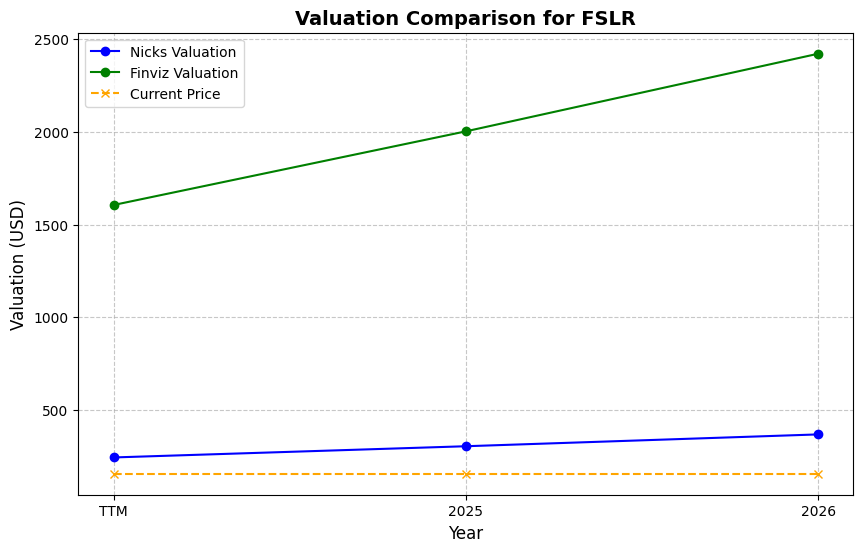 Valuation Comparison for FSLR
Nicks Valuation
Finviz Valuation
Current Price
Valuation (USD)
2500
2000
1500
1000
500
TTM
2025
2026
Year